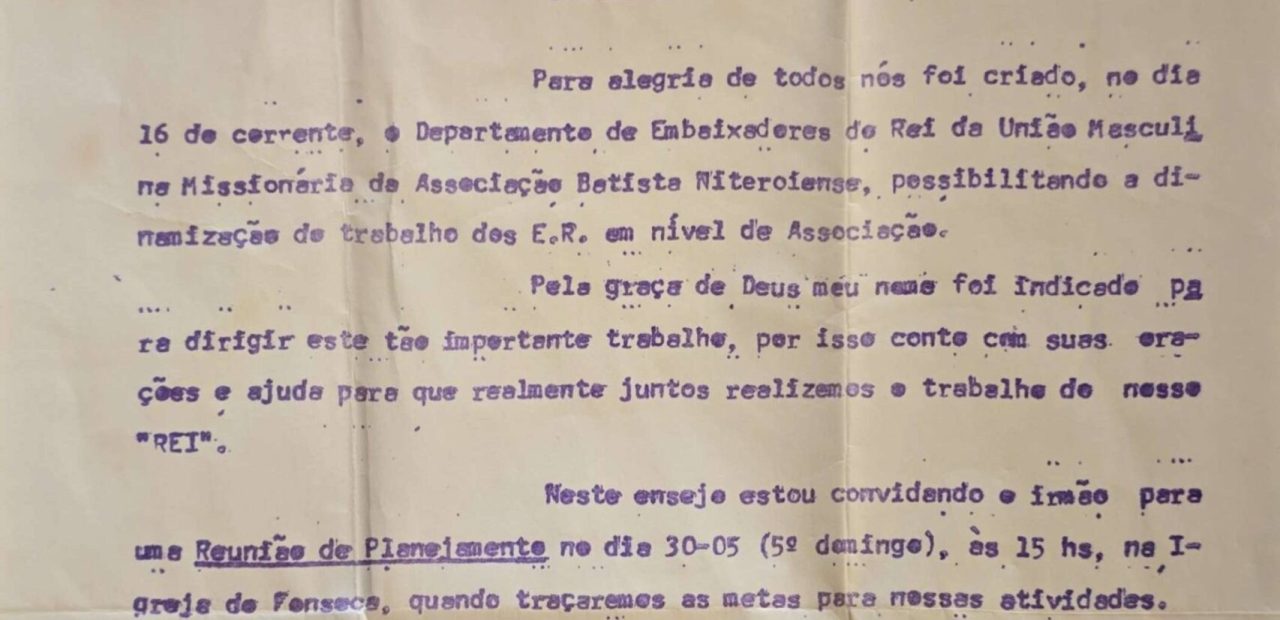 Para alegria de todos nós foi criado, no dia
16 do corrente, o Departamento de Embaixadores do Rei da União Masculi
na Missionária da Associação Batista Niteroiense, possibilitando a di-
namização do trabalho dos E.R. em nível de Associação.
Pela graça de Deus meu nome foi indicado pa
ra dirigir este tão importante trabalho, por isso conto com suas ora-
ções e ajuda para que realmente juntos realizemos o trabalho do nosso
"REI".
Neste ensejo estou convidando o irmão para
uma Reunião de Planejamento no dia 30-05 (5º domingo), às 15 hs, na I-
greja do Fonseca, quando traçaremos as metas para nossas atividades.